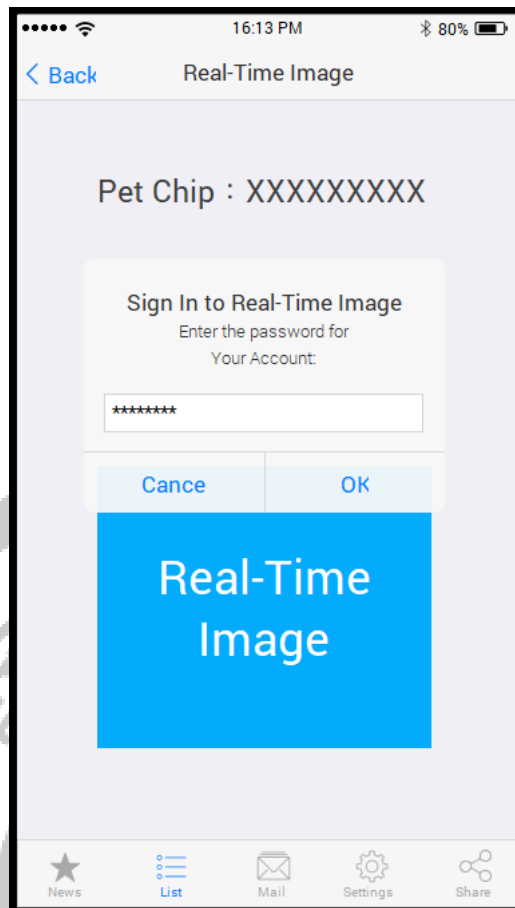 16:13 PM 80%
Back Real-Time Image
Pet Chip：XXXXXXXXX
Sign In to Real-Time Image
Enter the password for
Your Account:
********
Cance OK
Real-Time
Image
News List Mail Settings Share